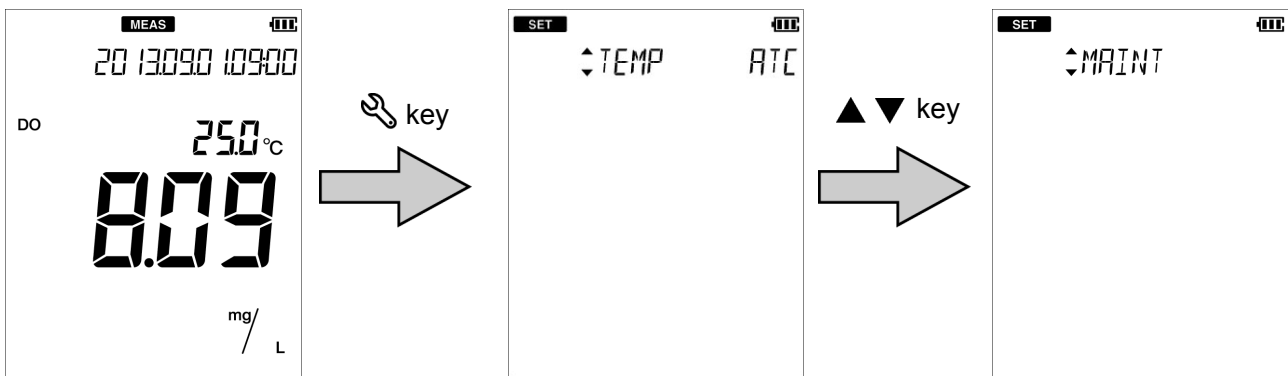 MEAS
2013.09.01.09:00
DO
25.0 °C
8.09
mg/L
key
SET
TEMP ATC
key
SET
MAINT